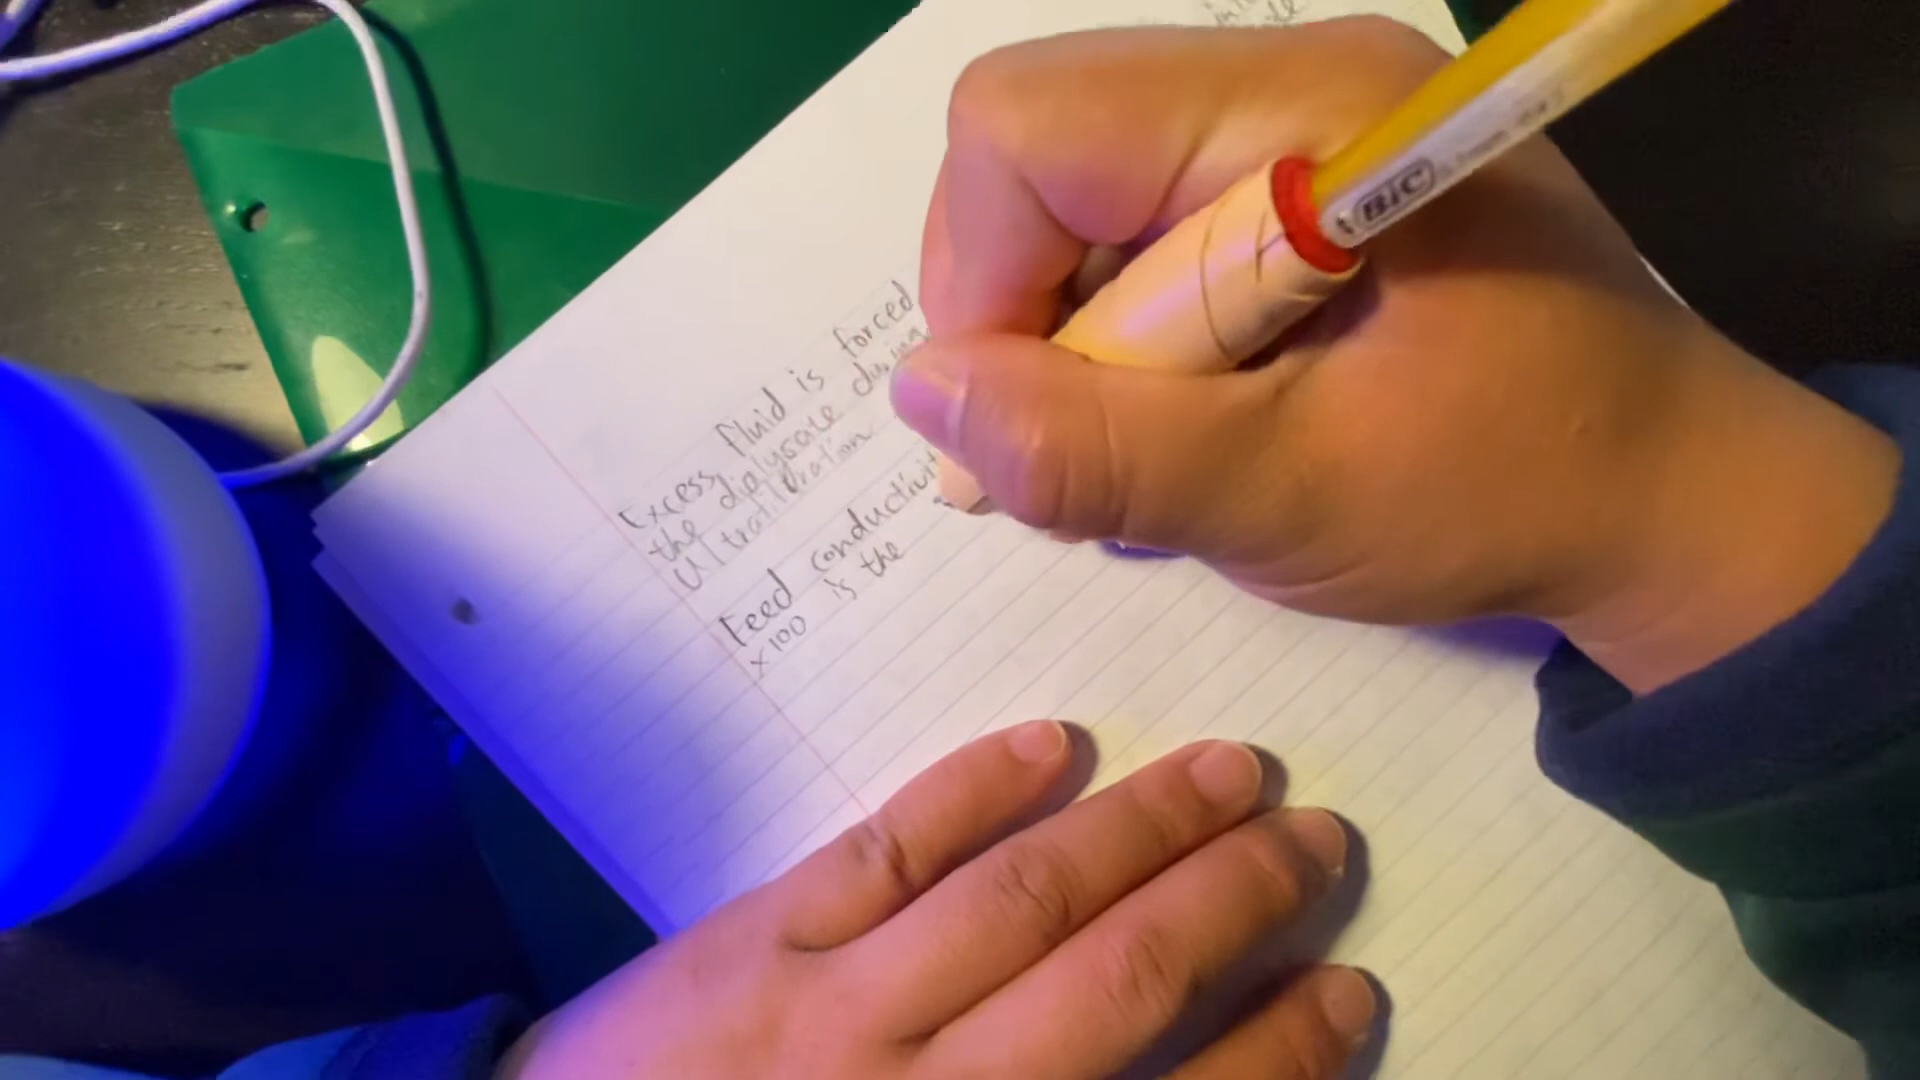 Excess fluid is forced
the dialysate during
Ultrafiltration
Feed conductivit
x100 is the
BIC